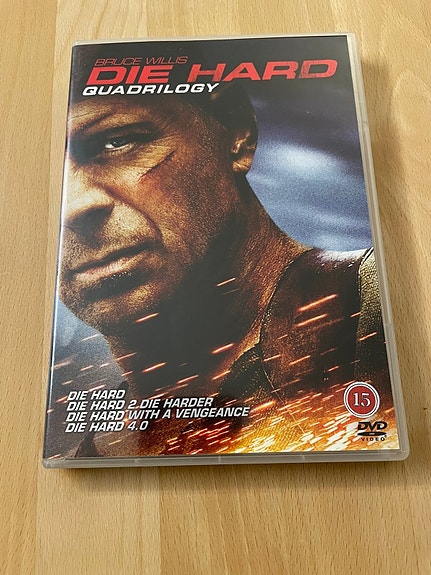 BRUCE WILLIS
DIE HARD
QUADRILOGY
DIE HARD
DIE HARD 2 DIE HARDER
DIE HARD WITH A VENGEANCE
DIE HARD 4.0
15
DVD
VIDEO